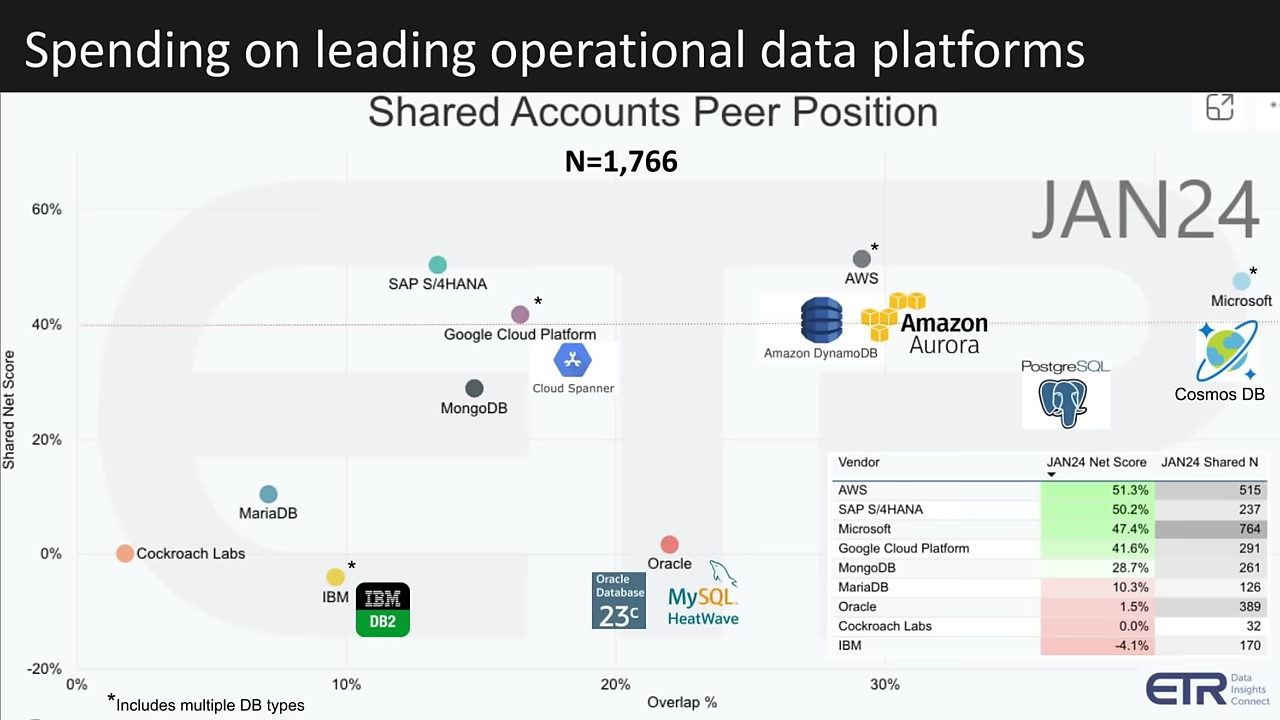 Spending on leading operational data platforms
Shared Accounts Peer Position
N=1,766
JAN24
60%
40%
20%
0%
-20%
Shared Net Score
0%
10%
20%
30%
Overlap %
SAP S/4HANA
*
Google Cloud Platform
Cloud Spanner
MongoDB
MariaDB
Cockroach Labs
*
IBM
IBM
DB2
Oracle
Oracle
Database
23c
MySQL
HeatWave
*
AWS
Amazon DynamoDB
Amazon
Aurora
PostgreSQL
*
Microsoft
Cosmos DB
Vendor JAN24 Net Score JAN24 Shared N
AWS 51.3% 515
SAP S/4HANA 50.2% 237
Microsoft 47.4% 764
Google Cloud Platform 41.6% 291
MongoDB 28.7% 261
MariaDB 10.3% 126
Oracle 1.5% 389
Cockroach Labs 0.0% 32
IBM -4.1% 170
*Includes multiple DB types
ETR
Data
Insights
Connect